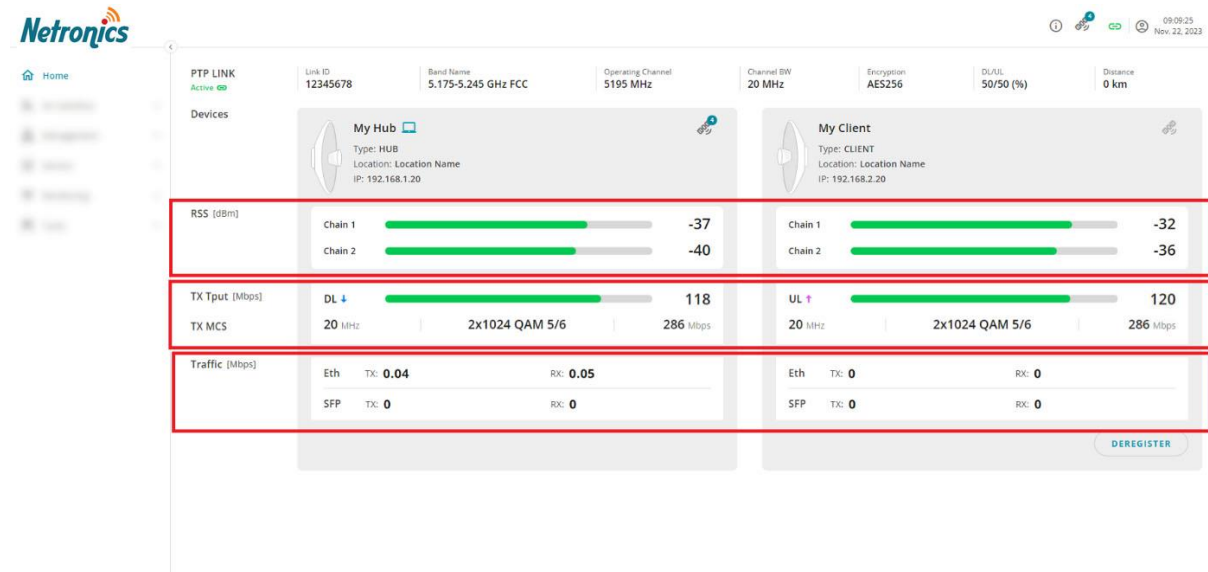 Netronics
4
09:09:25
Nov. 22, 2023
Home
PTP LINK
Active
Link ID
12345678
Band Name
5.175-5.245 GHz FCC
Operating Channel
5195 MHz
Channel BW
20 MHz
Encryption
AES256
DL/UL
50/50 (%)
Distance
0 km
Devices
My Hub
4
Type: HUB
Location: Location Name
IP: 192.168.1.20
My Client
Type: CLIENT
Location: Location Name
IP: 192.168.2.20
RSS [dBm]
Chain 1 -37
Chain 2 -40
Chain 1 -32
Chain 2 -36
TX Tput [Mbps]
DL ↓ 118
UL ↑ 120
TX MCS
20 MHz 2x1024 QAM 5/6 286 Mbps
20 MHz 2x1024 QAM 5/6 286 Mbps
Traffic [Mbps]
Eth TX: 0.04 RX: 0.05
SFP TX: 0 RX: 0
Eth TX: 0 RX: 0
SFP TX: 0 RX: 0
DEREGISTER